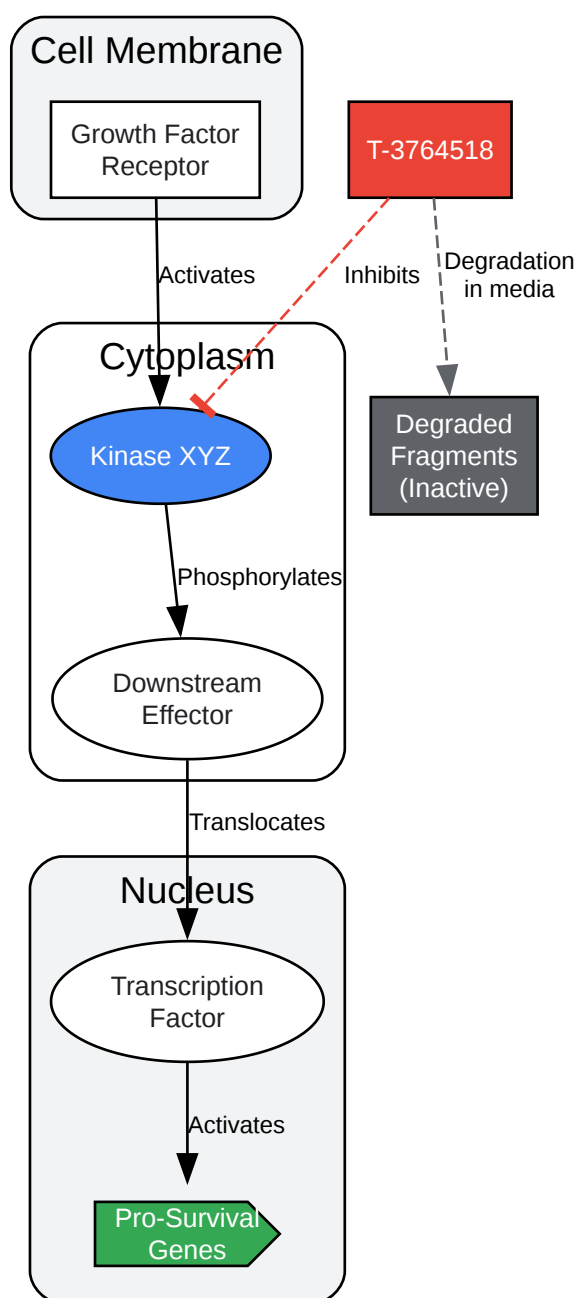 Cell Membrane
Growth Factor
Receptor
T-3764518
Activates
Inhibits
Degradation
in media
Cytoplasm
Kinase XYZ
Degraded
Fragments
(Inactive)
Phosphorylates
Downstream
Effector
Translocates
Nucleus
Transcription
Factor
Activates
Pro-Survival
Genes